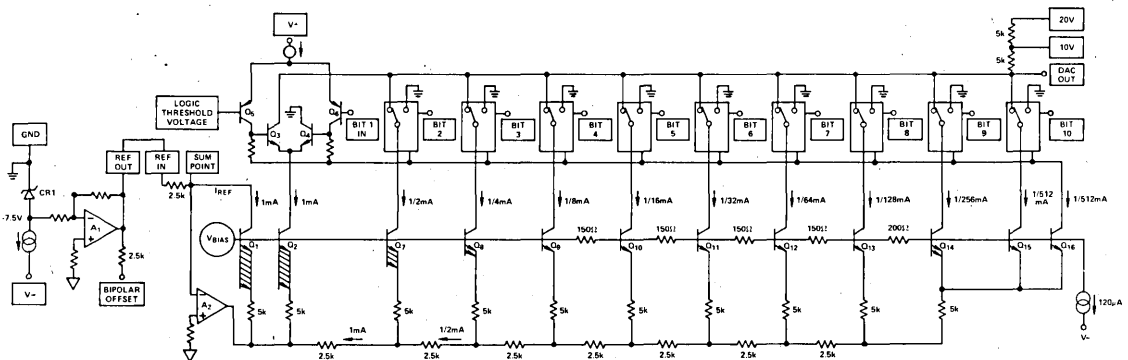 V+
20V
5k
10V
5k
DAC OUT
LOGIC THRESHOLD VOLTAGE
Q5
Q3
Q4
Q6
BIT 1 IN
BIT 2
BIT 3
BIT 4
BIT 5
BIT 6
BIT 7
BIT 8
BIT 9
BIT 10
GND
REF OUT
REF IN
SUM POINT
CR1
2.5k
IREF
1mA
1mA
1/2mA
1/4mA
1/8mA
1/16mA
1/32mA
1/64mA
1/128mA
1/256mA
1/512 mA
1/512mA
-7.5V
A1
2.5k
VBIAS
Q1
Q2
Q7
Q8
Q9
150Ω
Q10
150Ω
Q11
150Ω
Q12
150Ω
Q13
200Ω
Q14
Q15
Q16
V-
BIPOLAR OFFSET
A2
5k
5k
5k
5k
5k
5k
5k
5k
5k
5k
120μA
V-
1mA
1/2mA
2.5k
2.5k
2.5k
2.5k
2.5k
2.5k
2.5k